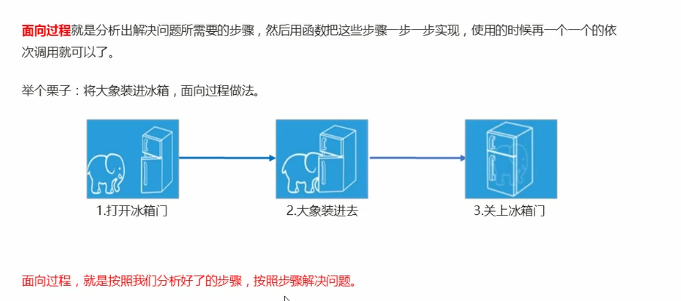 面向过程就是分析出解决问题所需要的步骤，然后用函数把这些步骤一步一步实现，使用的时候再一个一个的依
次调用就可以了。
举个栗子：将大象装进冰箱，面向过程做法。
1.打开冰箱门
2.大象装进去
3.关上冰箱门
面向过程，就是按照我们分析好了的步骤，按照步骤解决问题。